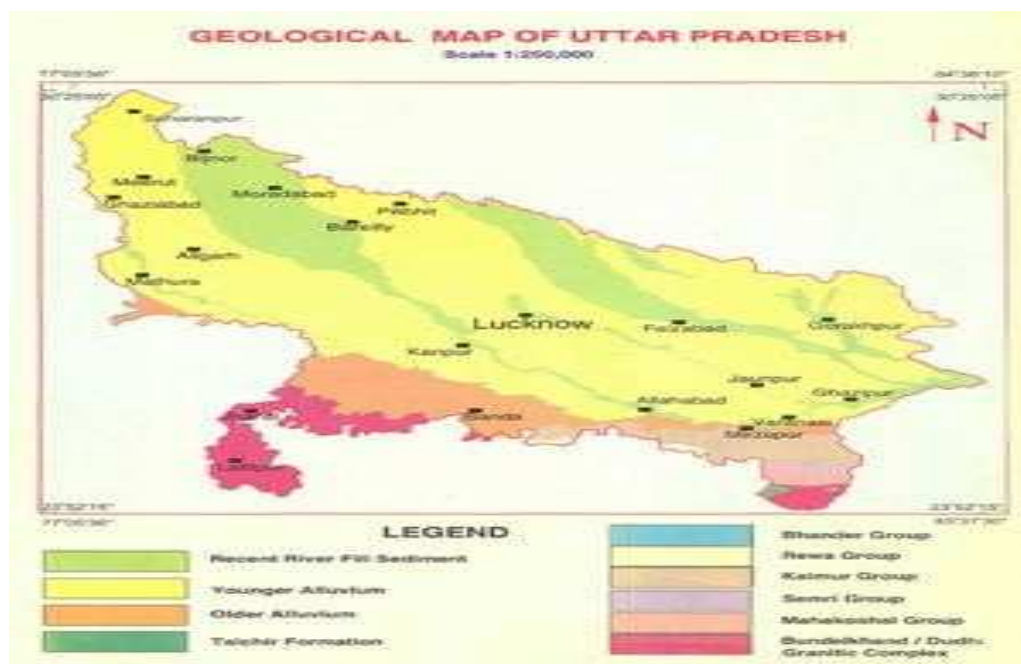 GEOLOGICAL MAP OF UTTAR PRADESH
Scale 1:250,000
Saharanpur
Bijnor
Meerut
Moradabad
Ghaziabad
Pilibhit
Bareilly
Aligarh
Mathura
Lucknow
Faizabad
Gorakhpur
Kanpur
Jaunpur
Ghazipur
Allahabad
Banda
Varanasi
Mirzapur
N
LEGEND
Recent River Fill Sediment
Younger Alluvium
Older Alluvium
Talchir Formation
Bhander Group
Rewa Group
Kaimur Group
Semri Group
Mahakoshal Group
Bundelkhand / Dudhi
Granitic Complex